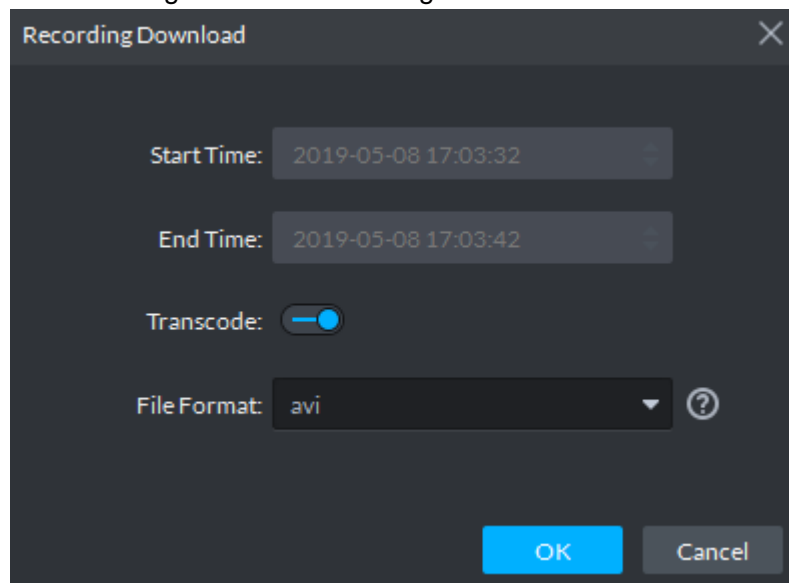 Recording Download
Start Time: 2019-05-08 17:03:32
End Time: 2019-05-08 17:03:42
Transcode:
File Format: avi
OK Cancel